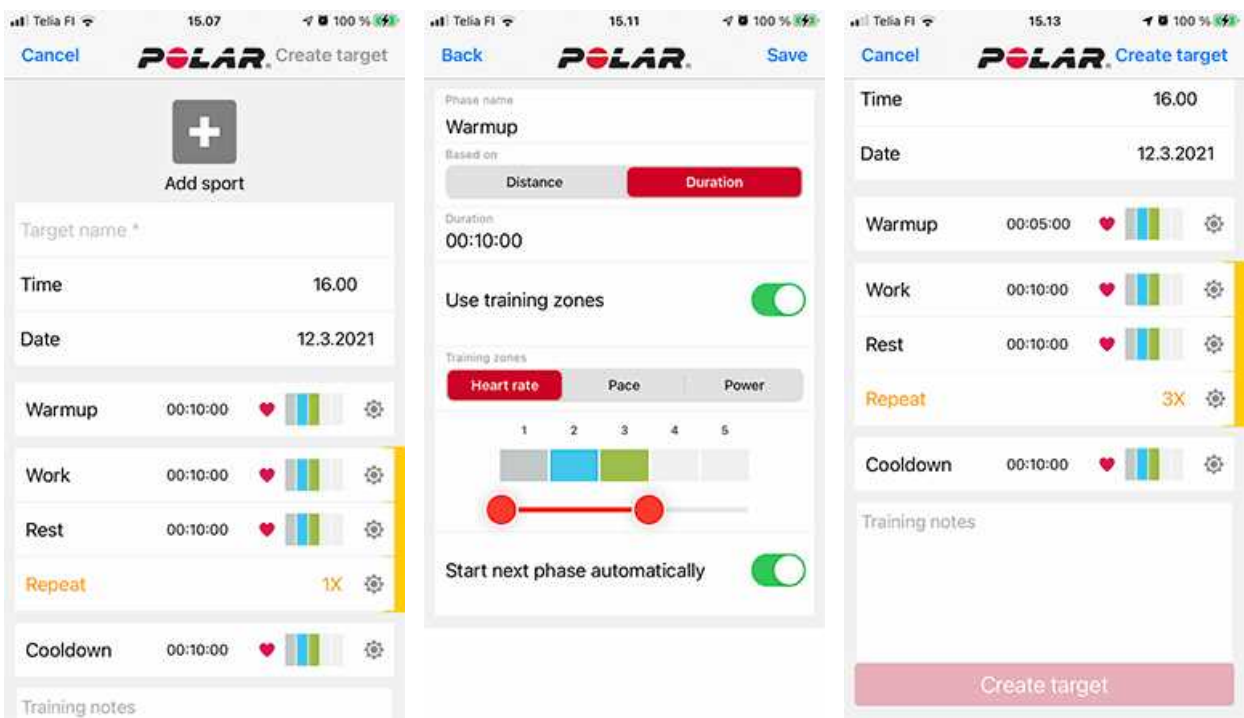 Telia FI 15.07 100 %
Cancel POLAR. Create target
Add sport
Target name *
Time 16.00
Date 12.3.2021
Warmup 00:10:00
Work 00:10:00
Rest 00:10:00
Repeat 1X
Cooldown 00:10:00
Training notes
Telia FI 15.11 100 %
Back POLAR. Save
Phase name
Warmup
Based on
Distance Duration
Duration
00:10:00
Use training zones
Training zones
Heart rate Pace Power
1 2 3 4 5
Start next phase automatically
Telia FI 15.13 100 %
Cancel POLAR. Create target
Time 16.00
Date 12.3.2021
Warmup 00:05:00
Work 00:10:00
Rest 00:10:00
Repeat 3X
Cooldown 00:10:00
Training notes
Create target